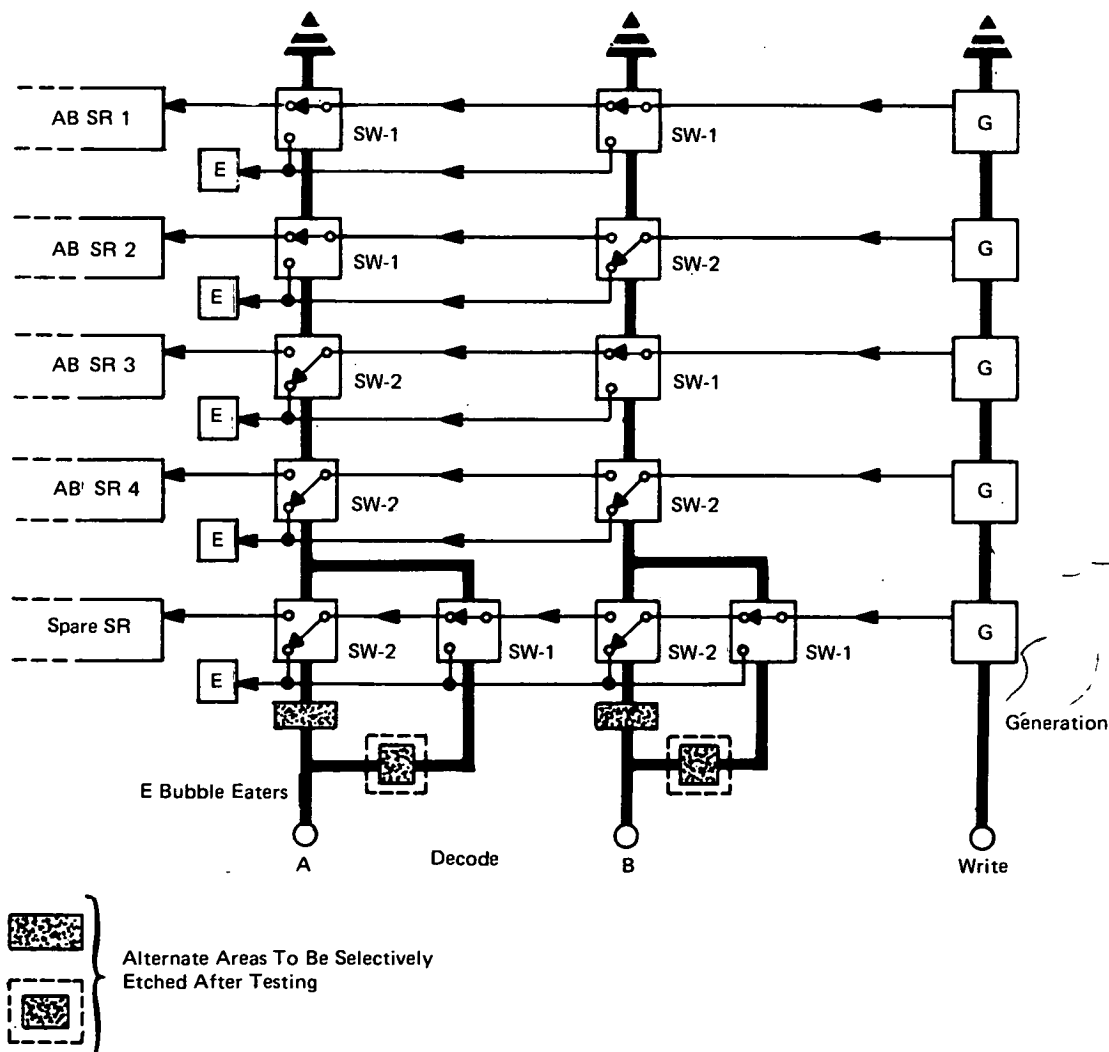 AB SR 1
SW-1
SW-1
G
E
AB SR 2
SW-1
SW-2
G
E
AB SR 3
SW-2
SW-1
G
E
AB' SR 4
SW-2
SW-2
G
E
Spare SR
SW-2
SW-1
SW-2
SW-1
G
E
Generation
E Bubble Eaters
A
Decode
B
Write
Alternate Areas To Be Selectively
Etched After Testing